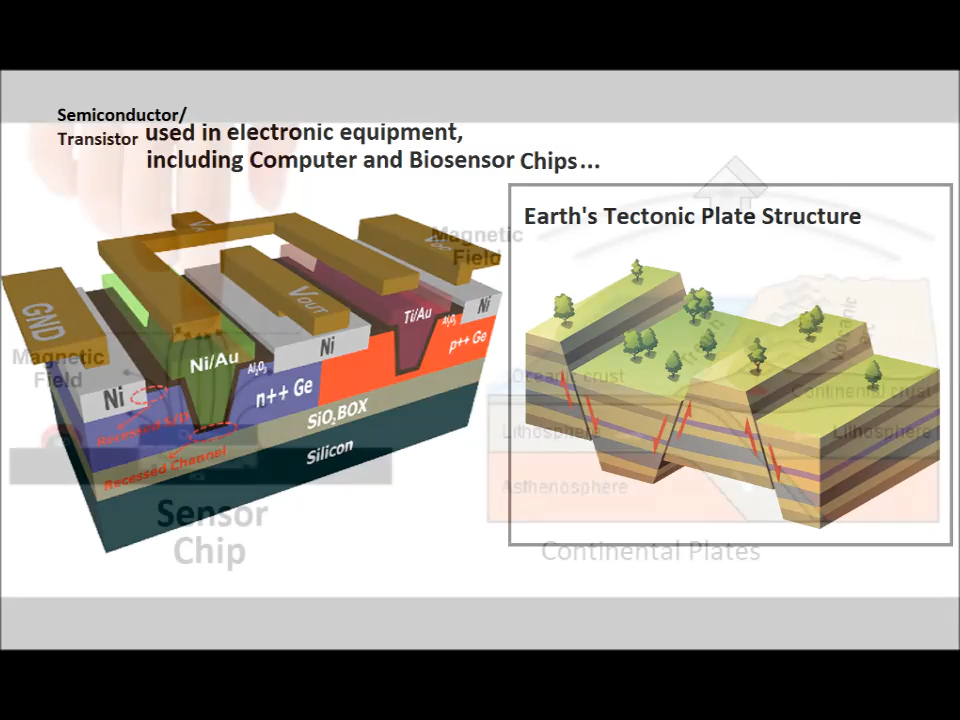 Semiconductor/
Transistor used in electronic equipment,
including Computer and Biosensor Chips...
Earth's Tectonic Plate Structure
Magnetic
Field
GND
VOUT
Ni
Ti/Au
Al₂O₃
p++ Ge
Ni/Au
Ni
Al₂O₃
n++ Ge
Ni
SiO₂BOX
Silicon
Recessed Channel
Magnetic
Field
Sensor
Chip
Trench
Volcanic
Oceanic crust
Continental crust
Lithosphere
Lithosphere
Asthenosphere
Continental Plates